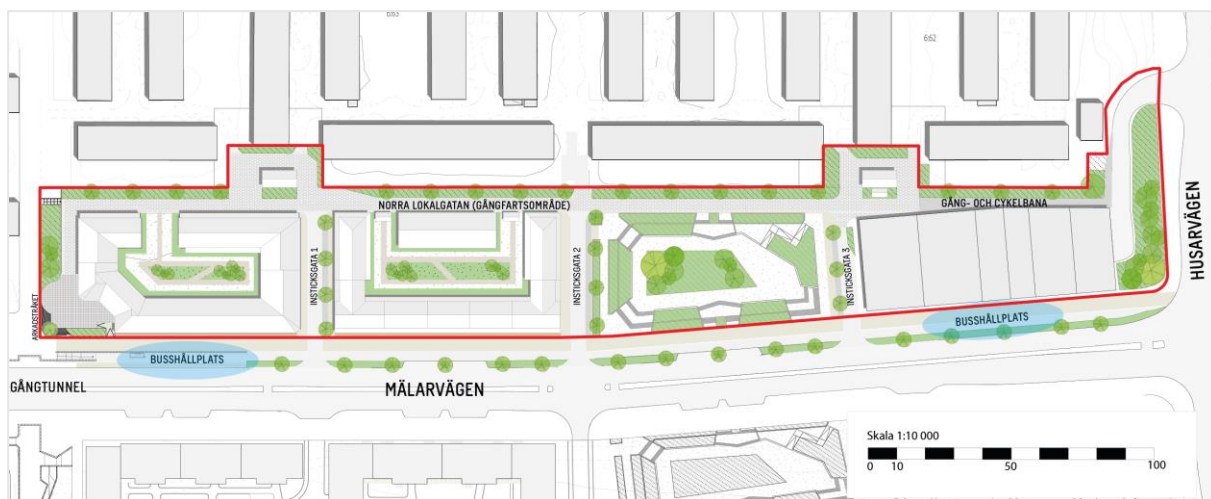 662
NORRA LOKALGATAN (GÅNGFARTSOMRÅDE)
GÅNG- OCH CYKELBANA
HUSARVÄGEN
INSTICKSGATA 1
INSTICKSGATA 2
INSTICKSGATA 3
ARKADSTRÅKET
BUSSHÅLLPLATS
BUSSHÅLLPLATS
GÅNGTUNNEL
MÄLARVÄGEN
Skala 1:10 000
0 10 50 100